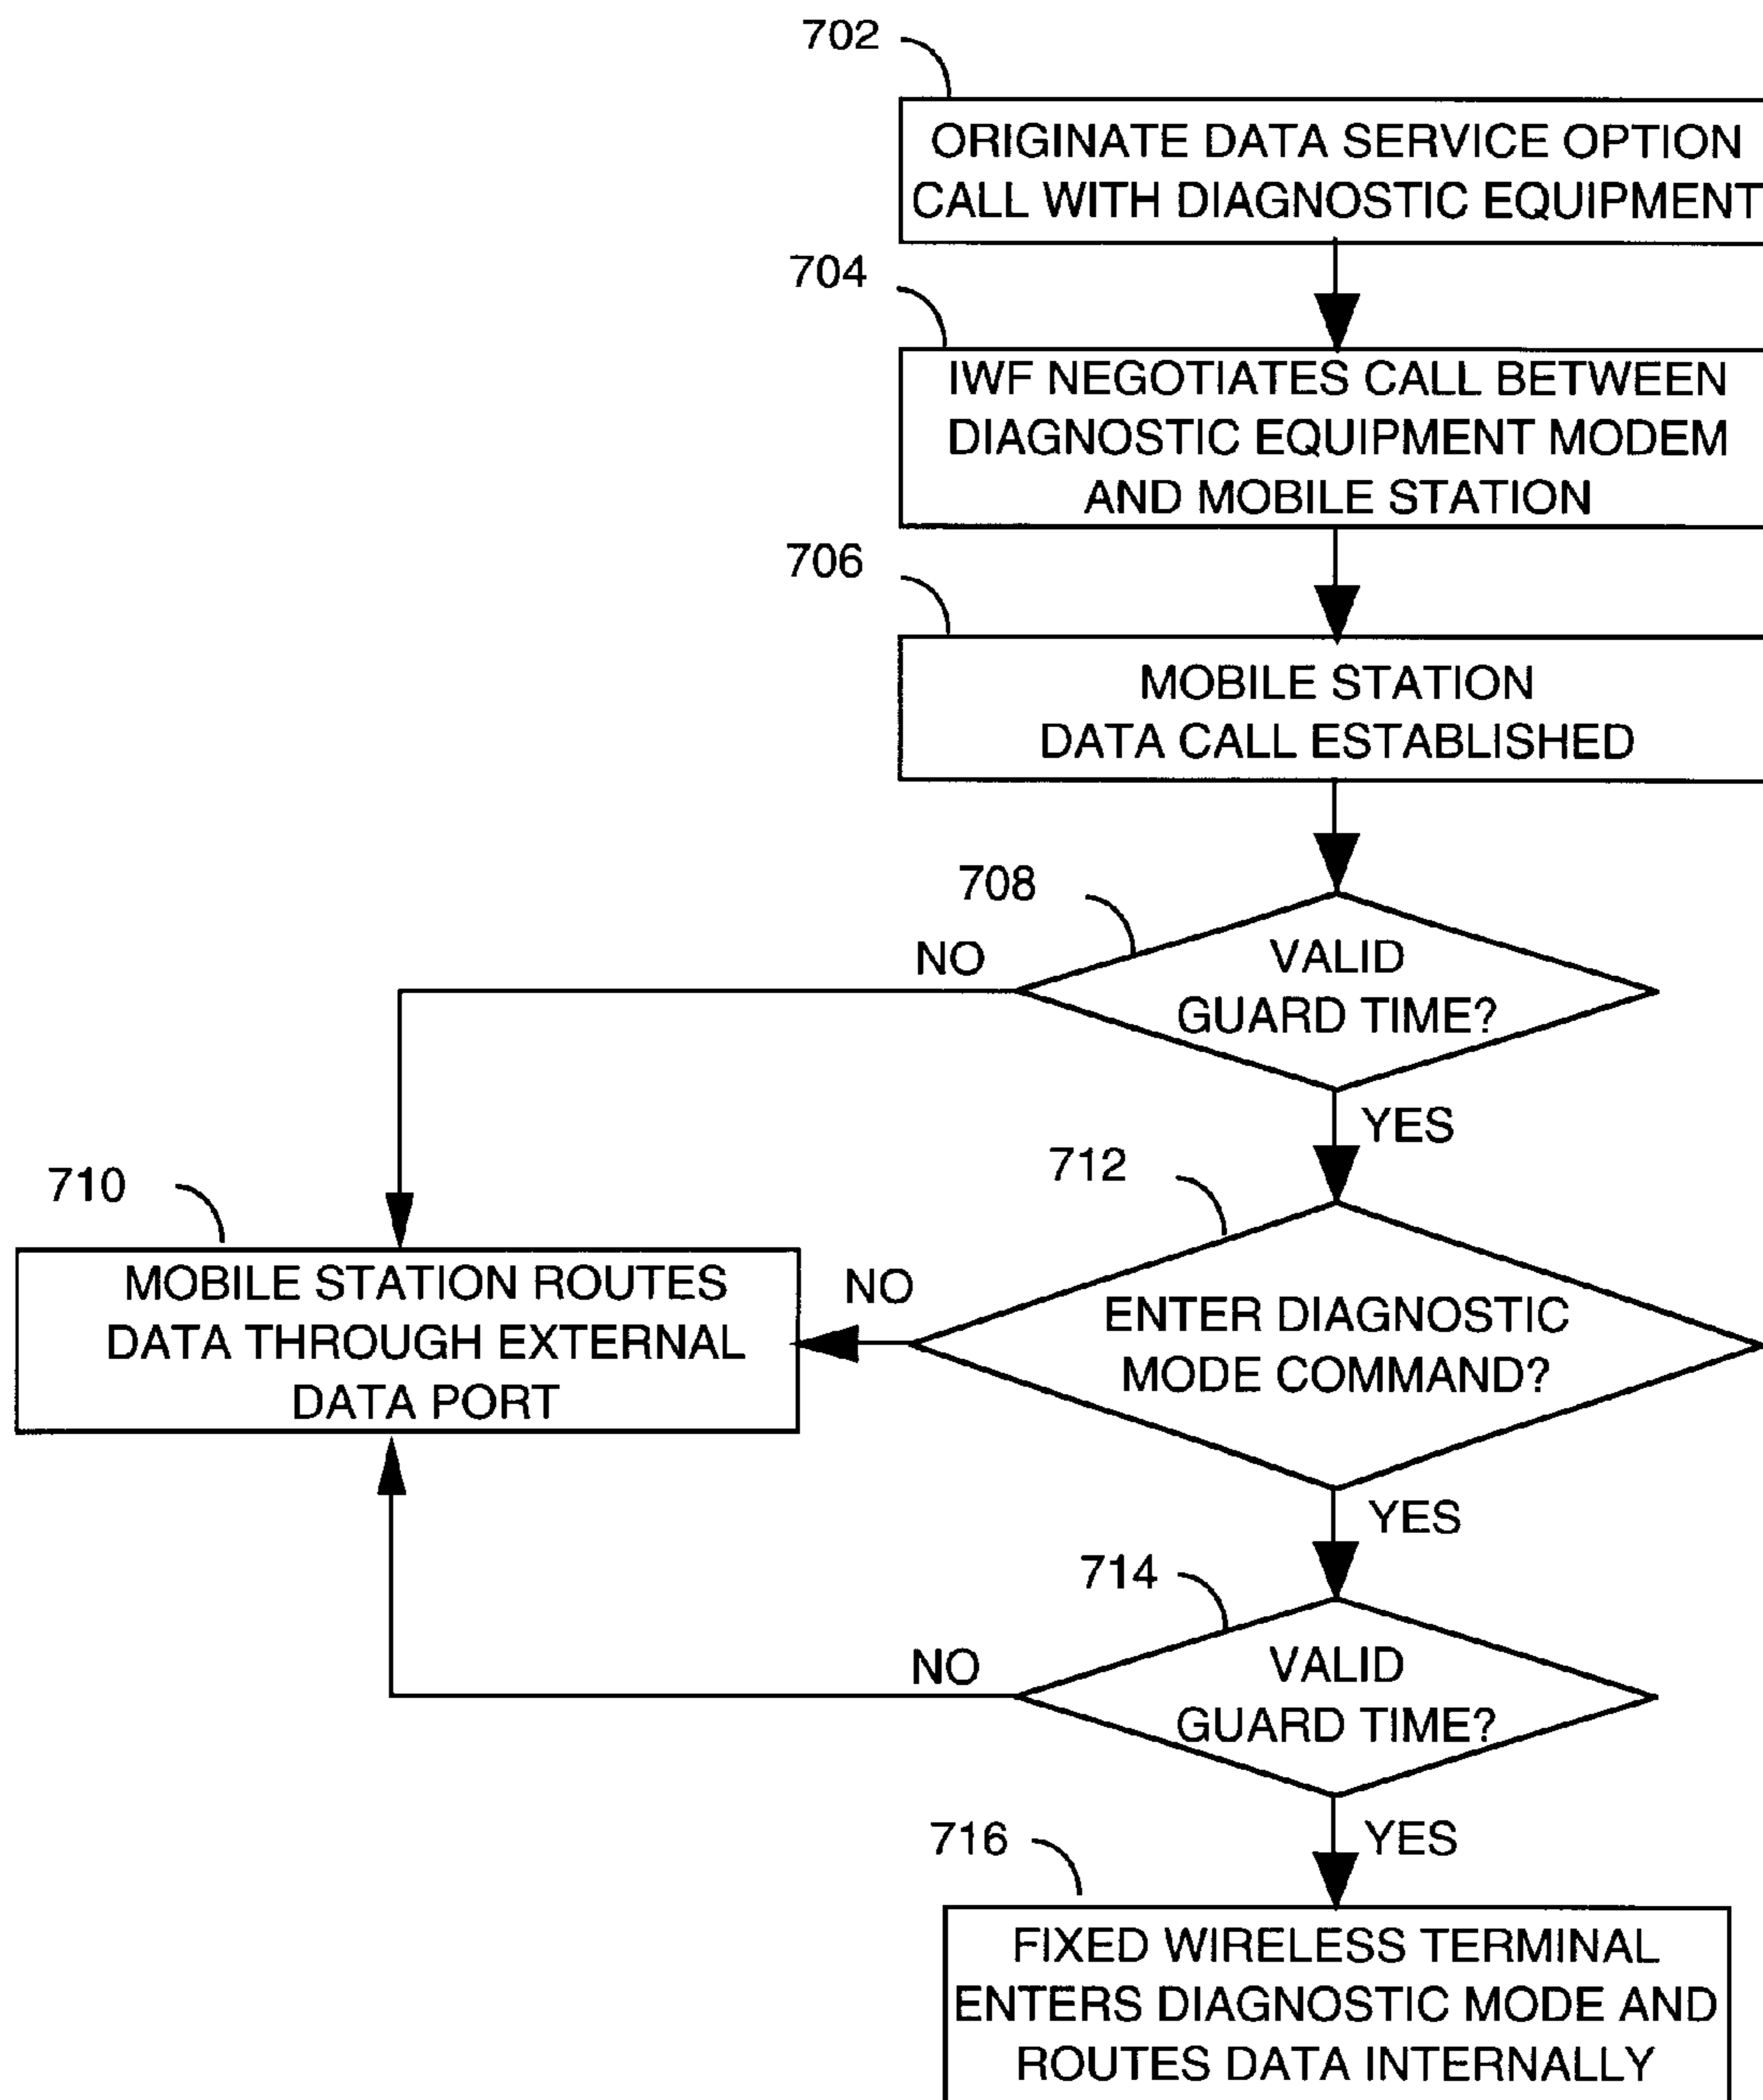 702
ORIGINATE DATA SERVICE OPTION
CALL WITH DIAGNOSTIC EQUIPMENT
704
IWF NEGOTIATES CALL BETWEEN
DIAGNOSTIC EQUIPMENT MODEM
AND MOBILE STATION
706
MOBILE STATION
DATA CALL ESTABLISHED
708
NO
VALID
GUARD TIME?
YES
710
712
MOBILE STATION ROUTES
DATA THROUGH EXTERNAL
DATA PORT
NO
ENTER DIAGNOSTIC
MODE COMMAND?
YES
714
NO
VALID
GUARD TIME?
YES
716
FIXED WIRELESS TERMINAL
ENTERS DIAGNOSTIC MODE AND
ROUTES DATA INTERNALLY